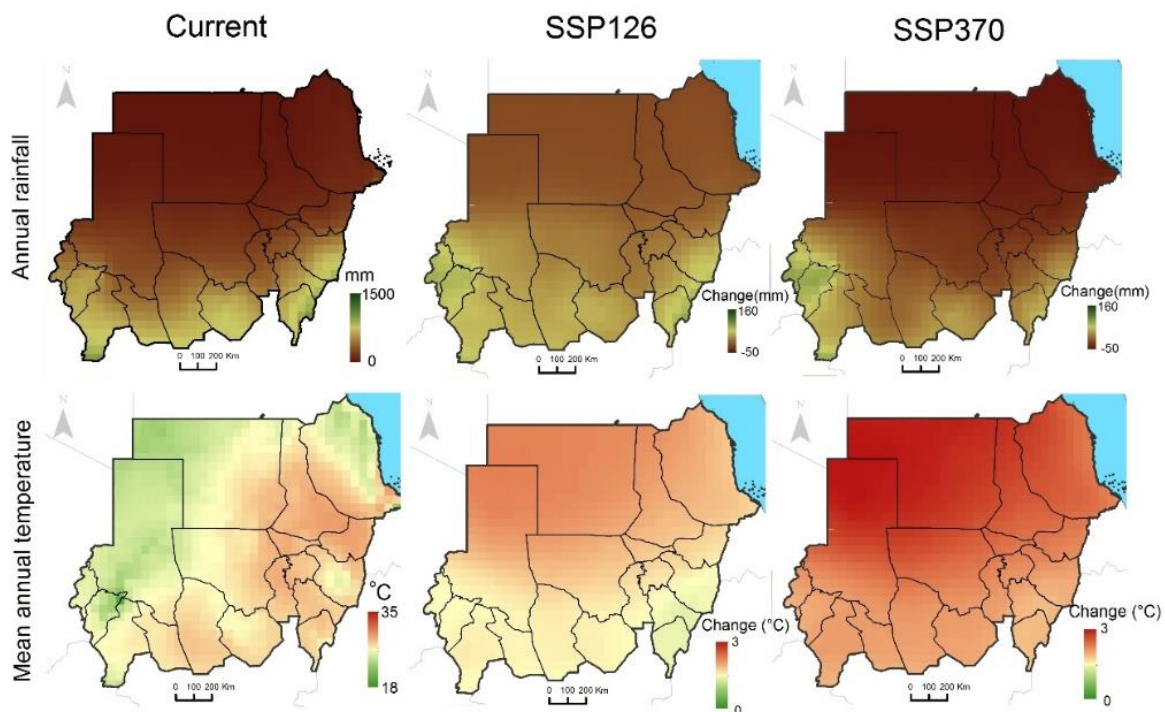 Current
SSP126
SSP370
Annual rainfall
N
N
N
mm
1500
0
0 100 200 Km
Change(mm)
160
-50
0 100 200 Km
Change(mm)
160
-50
0 100 200 Km
Mean annual temperature
N
N
N
°C
35
18
0 100 200 Km
Change (°C)
3
0
0 100 200 Km
Change (°C)
3
0
0 100 200 Km